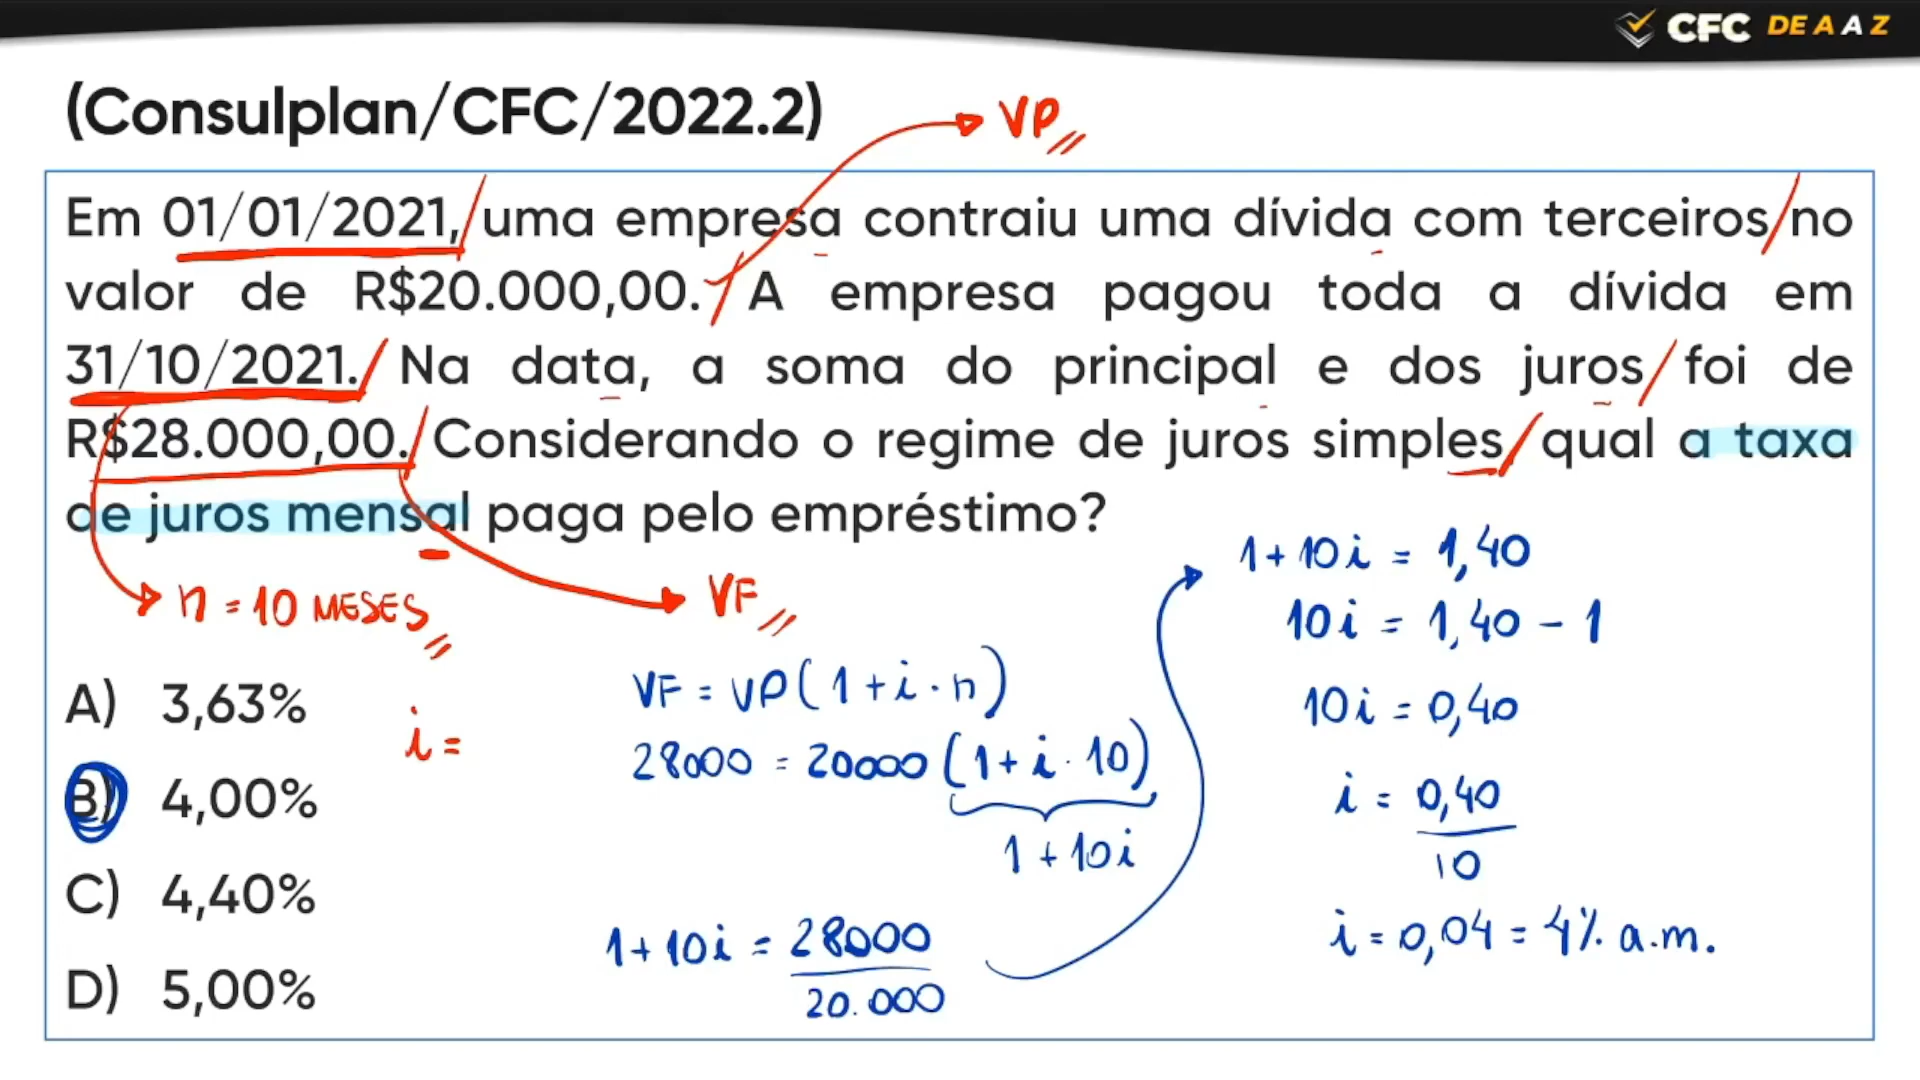 CFC DE A A Z
(Consulplan/CFC/2022.2)
VP
Em 01/01/2021, uma empresa contraiu uma dívida com terceiros no
valor de R$20.000,00. A empresa pagou toda a dívida em
31/10/2021. Na data, a soma do principal e dos juros foi de
R$28.000,00. Considerando o regime de juros simples, qual a taxa
de juros mensal paga pelo empréstimo?
n = 10 MESES
VF
A) 3,63%
B) 4,00%
C) 4,40%
D) 5,00%
i =
VF = VP(1+i·n)
28000 = 20000 (1+i·10)
1+10i
1+10i = 28000
20.000
1+10i = 1,40
10i = 1,40 - 1
10i = 0,40
i = 0,40
10
i = 0,04 = 4% a.m.